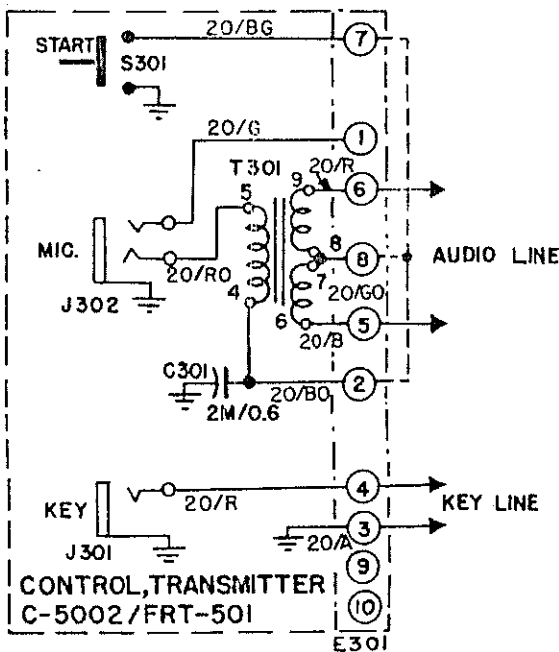 START
S301
20/BG
7
20/G
1
T301
20/R
9
6
5
MIC.
8
8
AUDIO LINE
7
20/RO
20/GO
J302
4
6
20/B
5
C301
20/BO
2
2M/0.6
KEY
20/R
4
KEY LINE
J301
20/A
3
9
CONTROL,TRANSMITTER
C-5002/FRT-501
10
E301